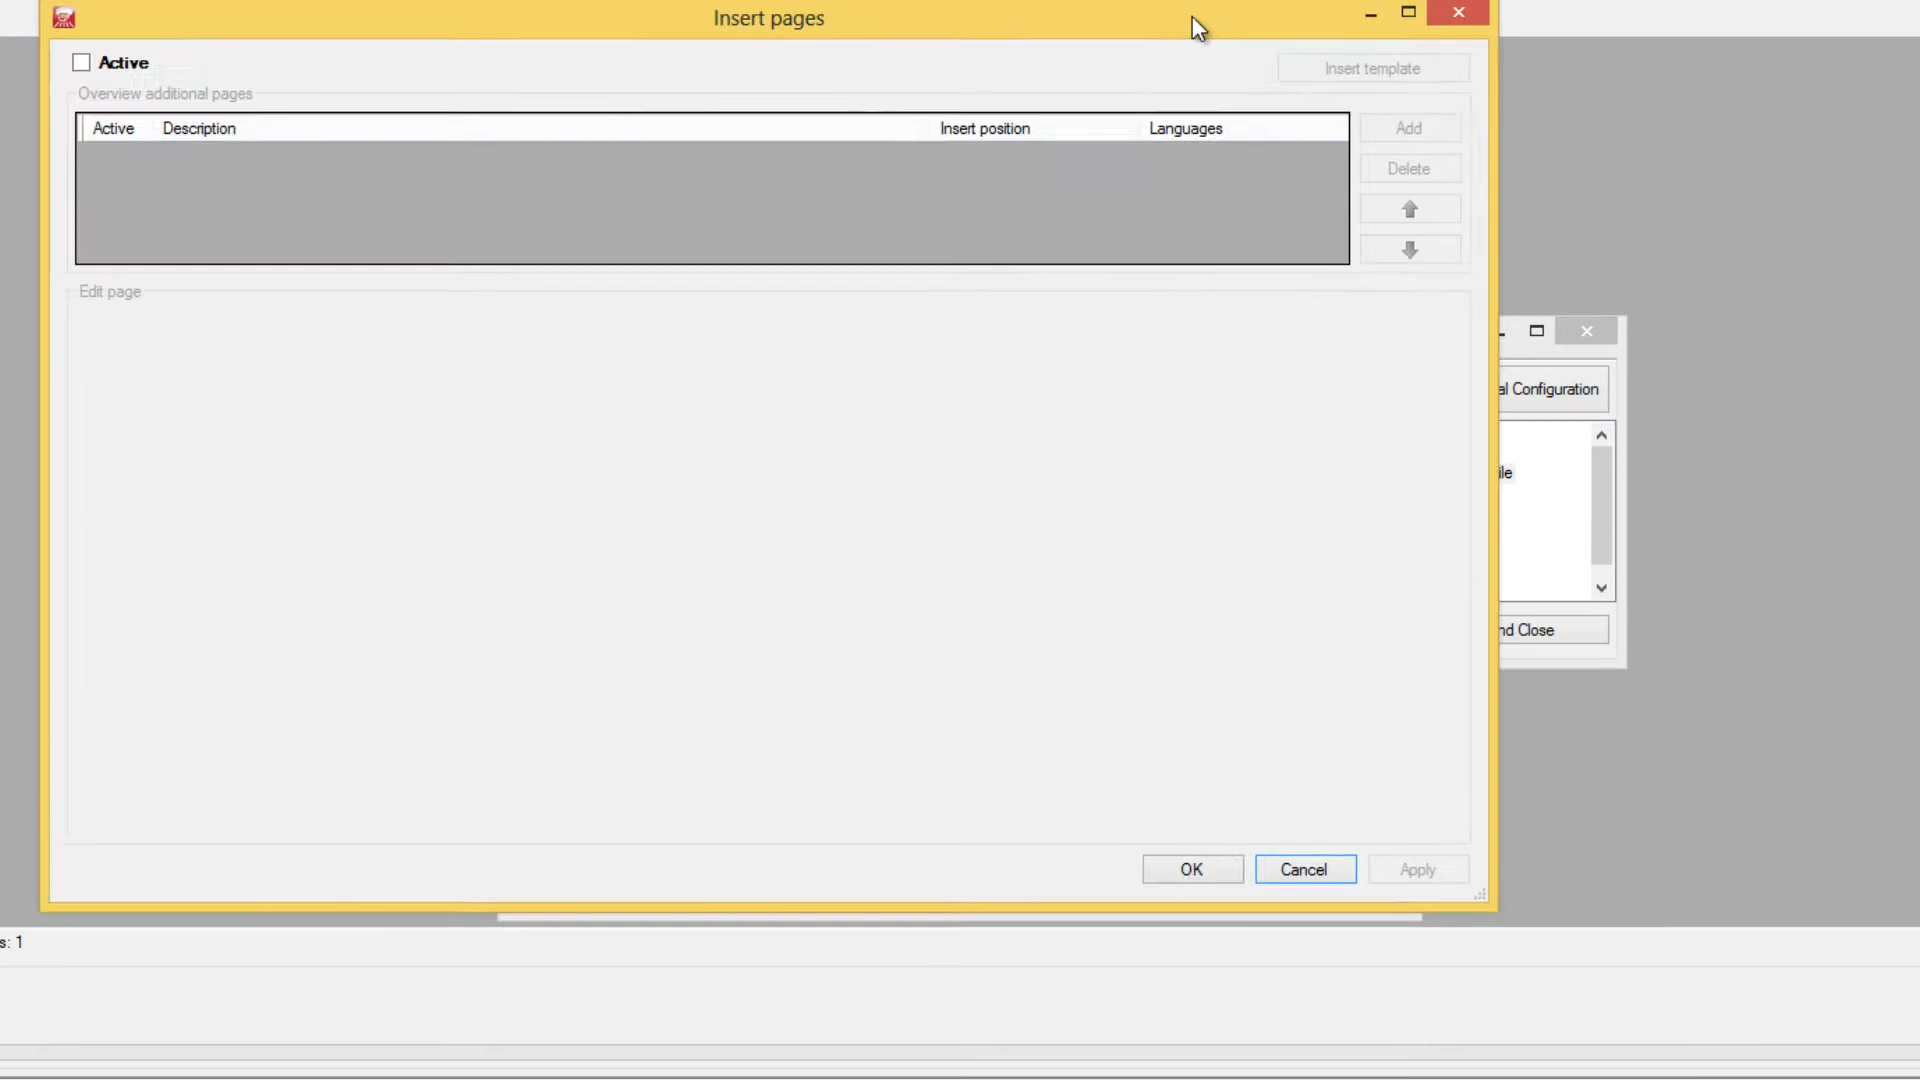 Insert pages
Active
Insert template
Overview additional pages
Active Description Insert position Languages
Add
Delete
Edit page
al Configuration
ile
nd Close
OK Cancel Apply
s: 1